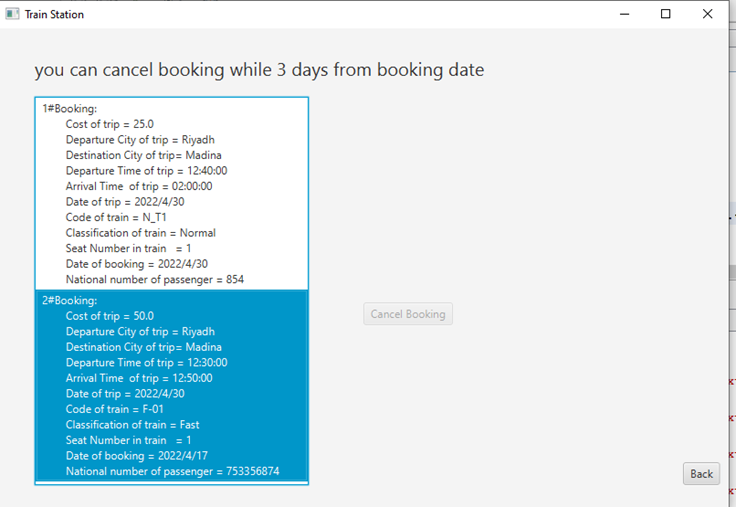 Train Station
you can cancel booking while 3 days from booking date
1#Booking:
Cost of trip = 25.0
Departure City of trip = Riyadh
Destination City of trip= Madina
Departure Time of trip = 12:40:00
Arrival Time  of trip = 02:00:00
Date of trip = 2022/4/30
Code of train = N_T1
Classification of train = Normal
Seat Number in train   = 1
Date of booking = 2022/4/30
National number of passenger = 854
2#Booking:
Cost of trip = 50.0
Departure City of trip = Riyadh
Destination City of trip= Madina
Departure Time of trip = 12:30:00
Arrival Time  of trip = 12:50:00
Date of trip = 2022/4/30
Code of train = F-01
Classification of train = Fast
Seat Number in train   = 1
Date of booking = 2022/4/17
National number of passenger = 753356874
Cancel Booking
Back